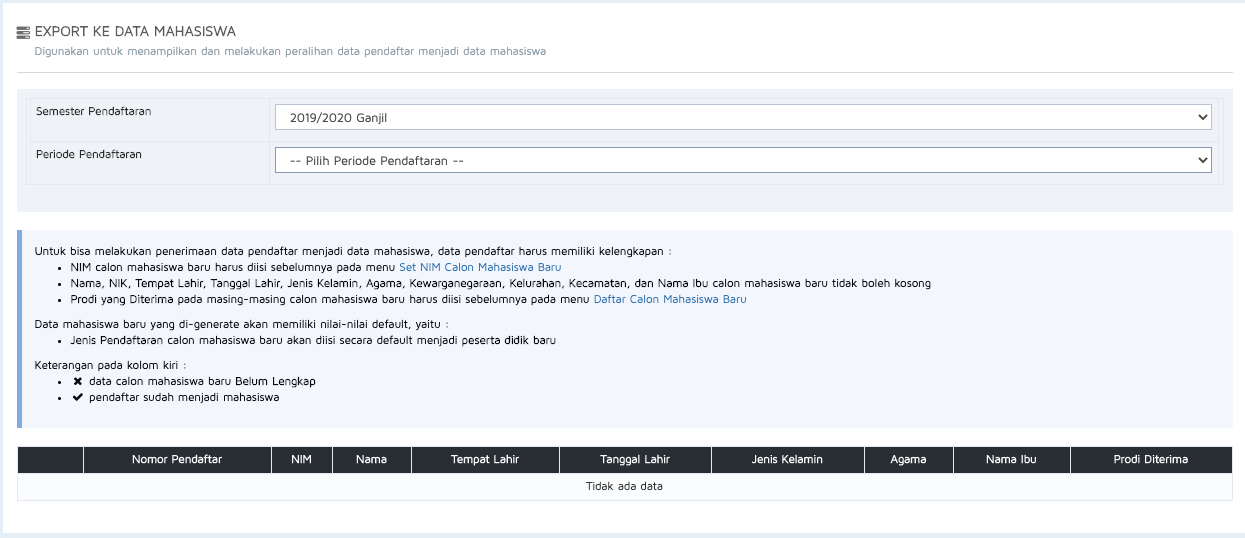 EXPORT KE DATA MAHASISWA
Digunakan untuk menampilkan dan melakukan peralihan data pendaftar menjadi data mahasiswa
Semester Pendaftaran
2019/2020 Ganjil
Periode Pendaftaran
-- Pilih Periode Pendaftaran --
Untuk bisa melakukan penerimaan data pendaftar menjadi data mahasiswa, data pendaftar harus memiliki kelengkapan :
• NIM calon mahasiswa baru harus diisi sebelumnya pada menu Set NIM Calon Mahasiswa Baru
• Nama, NIK, Tempat Lahir, Tanggal Lahir, Jenis Kelamin, Agama, Kewarganegaraan, Kelurahan, Kecamatan, dan Nama Ibu calon mahasiswa baru tidak boleh kosong
• Prodi yang Diterima pada masing-masing calon mahasiswa baru harus diisi sebelumnya pada menu Daftar Calon Mahasiswa Baru
Data mahasiswa baru yang di-generate akan memiliki nilai-nilai default, yaitu :
• Jenis Pendaftaran calon mahasiswa baru akan diisi secara default menjadi peserta didik baru
Keterangan pada kolom kiri :
• ✖ data calon mahasiswa baru Belum Lengkap
• ✔ pendaftar sudah menjadi mahasiswa
Nomor Pendaftar NIM Nama Tempat Lahir Tanggal Lahir Jenis Kelamin Agama Nama Ibu Prodi Diterima
Tidak ada data